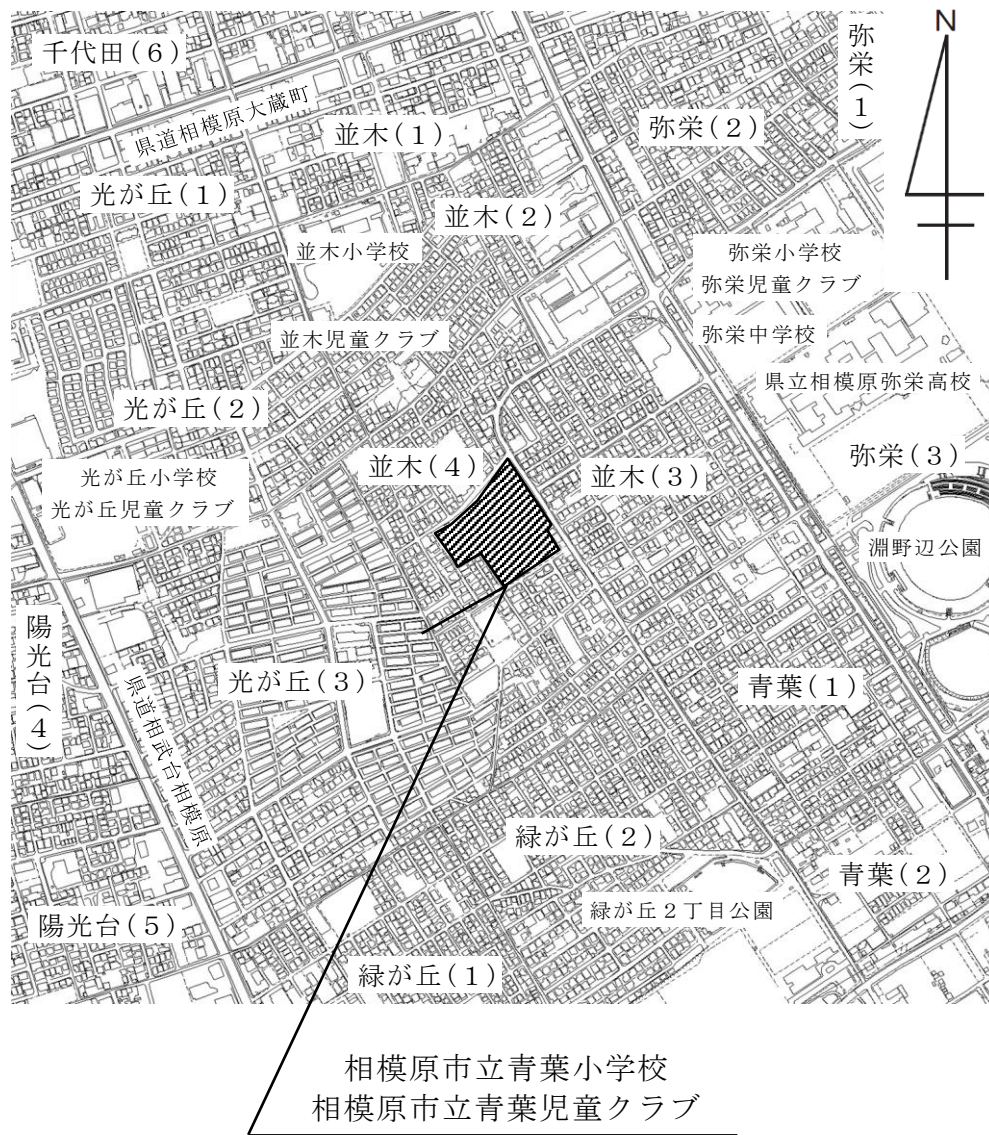 N
千代田(6)
弥栄(1)
県道相模原大蔵町
並木(1)
弥栄(2)
光が丘(1)
並木(2)
並木小学校
弥栄小学校
弥栄児童クラブ
並木児童クラブ
弥栄中学校
県立相模原弥栄高校
光が丘(2)
並木(4)
並木(3)
弥栄(3)
光が丘小学校
光が丘児童クラブ
淵野辺公園
陽光台(4)
県道相武台相模原
光が丘(3)
青葉(1)
緑が丘(2)
青葉(2)
陽光台(5)
緑が丘2丁目公園
緑が丘(1)
相模原市立青葉小学校
相模原市立青葉児童クラブ